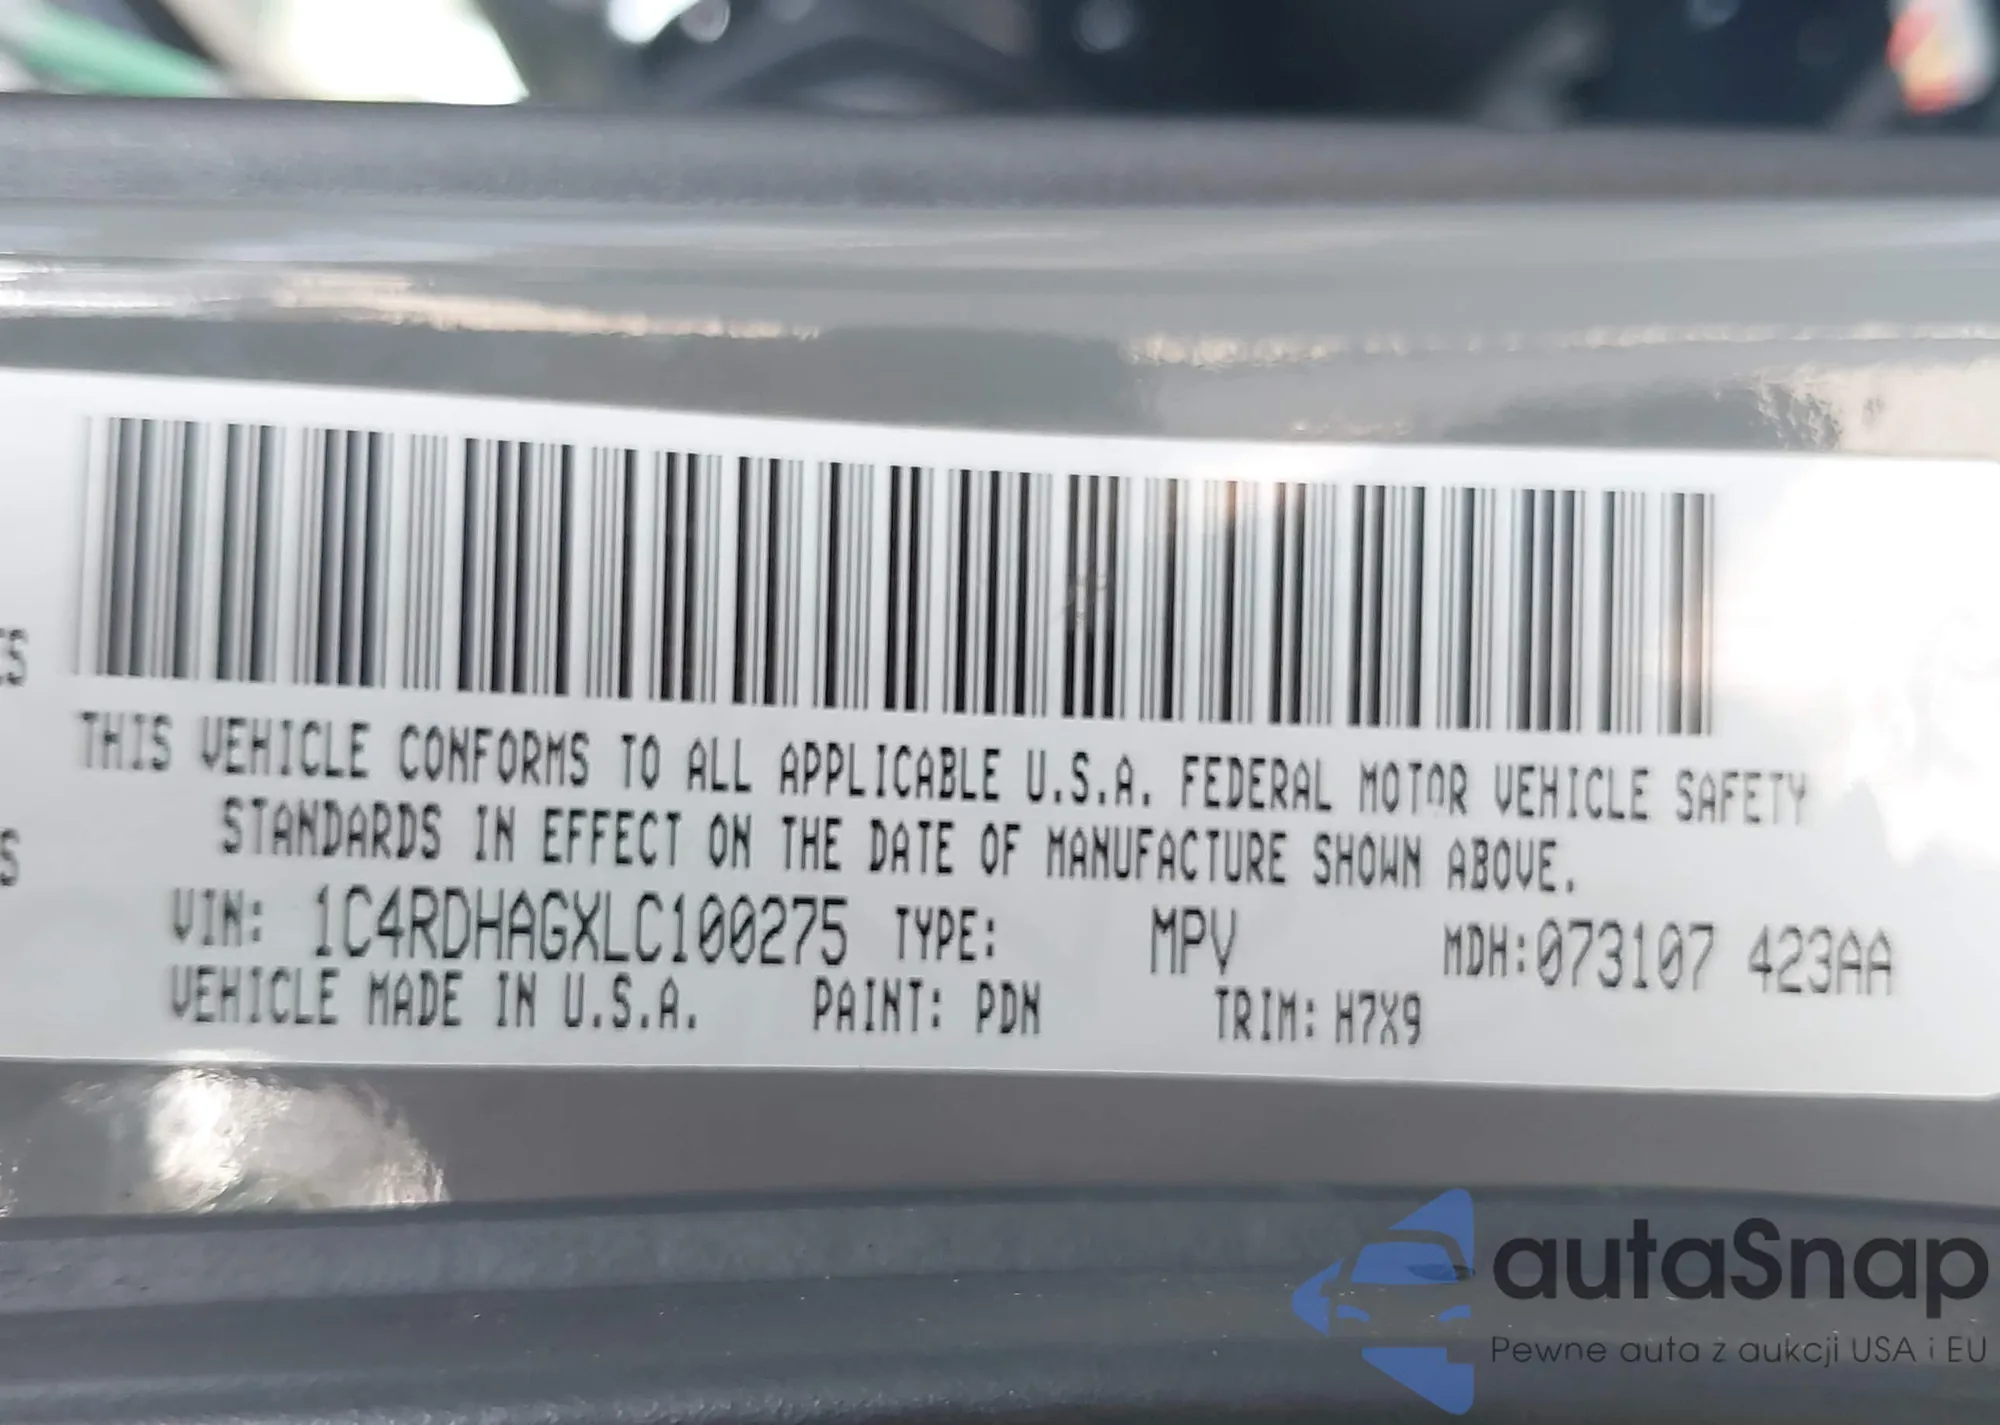 THIS VEHICLE CONFORMS TO ALL APPLICABLE U.S.A. FEDERAL MOTOR VEHICLE SAFETY
STANDARDS IN EFFECT ON THE DATE OF MANUFACTURE SHOWN ABOVE.
VIN: 1C4RDHAGXLC100275 TYPE: MPV MDH:073107 423AA
VEHICLE MADE IN U.S.A. PAINT: PDN TRIM: H7X9
autaSnap
Pewne auta z aukcji USA i EU